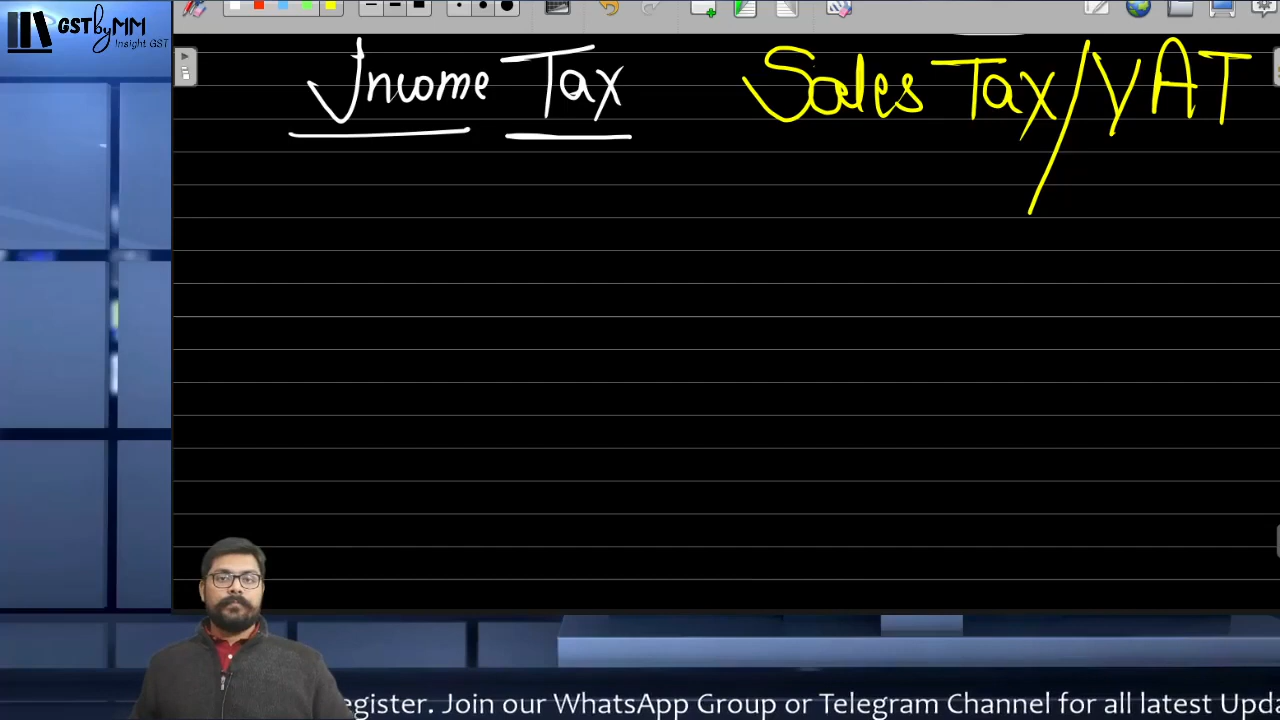 GSTbyMM
Insight GST
Income Tax Sales Tax/VAT
egister. Join our WhatsApp Group or Telegram Channel for all latest Upda